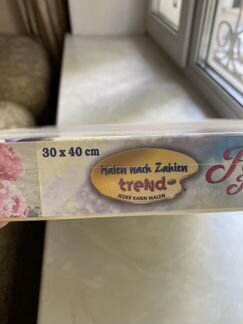 30 x 40 cm
Malen nach Zahlen
trend
JEDER KANN MALEN